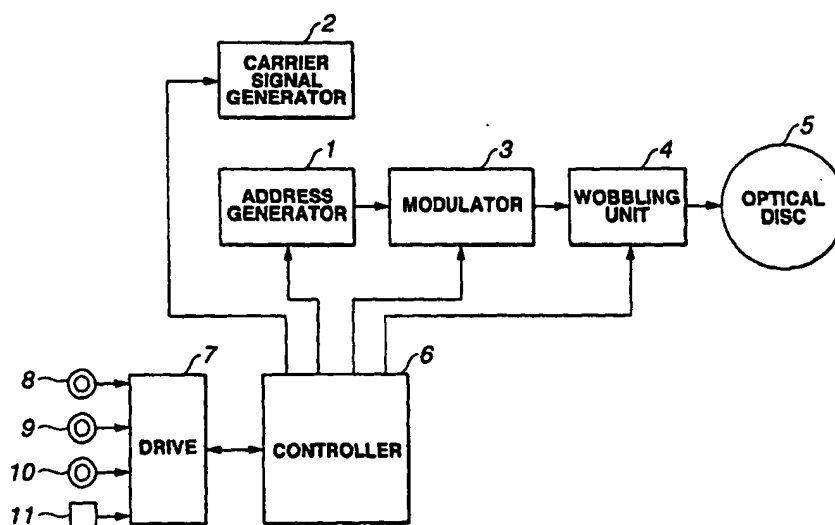 2
CARRIER
SIGNAL
GENERATOR
1
ADDRESS
GENERATOR
3
MODULATOR
4
WOBBLING
UNIT
5
OPTICAL
DISC
7
DRIVE
6
CONTROLLER
8
9
10
11